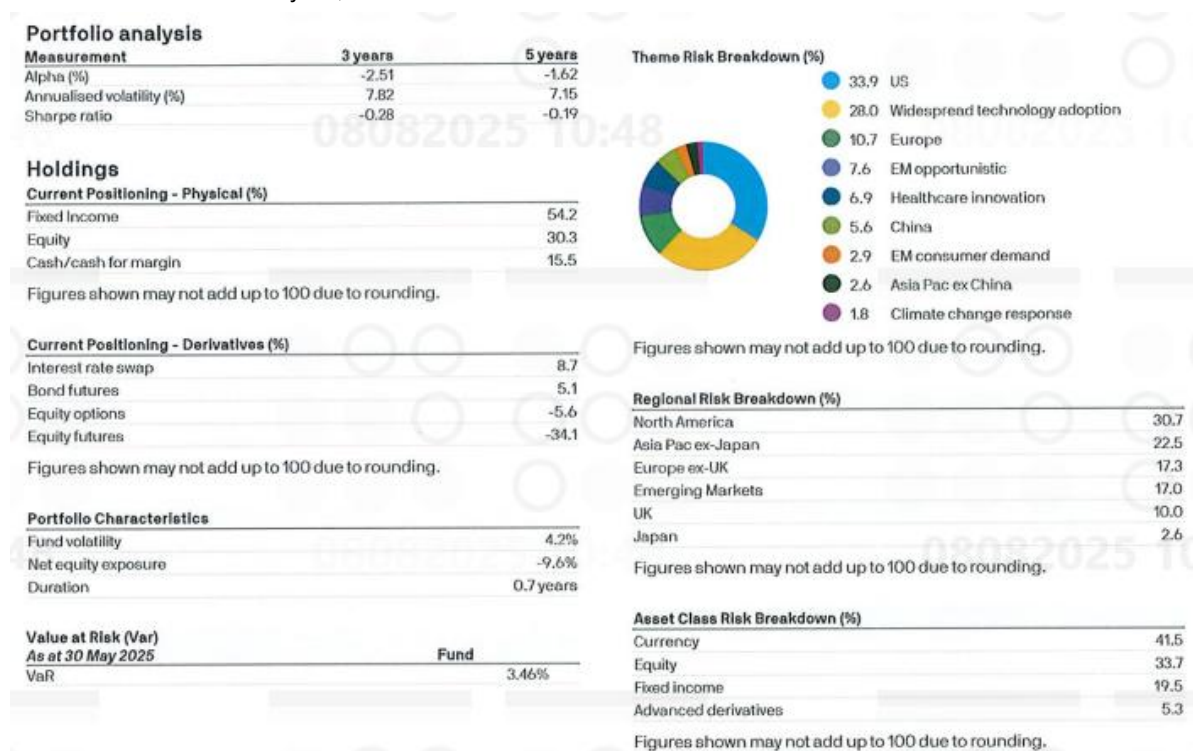 Portfolio analysis
Measurement 3 years 5 years
Alpha (%) -2.51 -1.62
Annualised volatility (%) 7.82 7.15
Sharpe ratio -0.28 -0.19
08082025 10:48
Holdings
Current Positioning - Physical (%)
Fixed Income 54.2
Equity 30.3
Cash/cash for margin 15.5
Figures shown may not add up to 100 due to rounding.
Current Positioning - Derivatives (%)
Interest rate swap 8.7
Bond futures 5.1
Equity options -5.6
Equity futures -34.1
Figures shown may not add up to 100 due to rounding.
Portfolio Characteristics
Fund volatility 4.2%
Net equity exposure -9.6%
Duration 0.7 years
Value at Risk (Var)
As at 30 May 2025 Fund
VaR 3.46%
Theme Risk Breakdown (%)
33.9 US
28.0 Widespread technology adoption
10.7 Europe
7.6 EM opportunistic
6.9 Healthcare innovation
5.6 China
2.9 EM consumer demand
2.6 Asia Pac ex China
1.8 Climate change response
Figures shown may not add up to 100 due to rounding.
Regional Risk Breakdown (%)
North America 30.7
Asia Pac ex-Japan 22.5
Europe ex-UK 17.3
Emerging Markets 17.0
UK 10.0
Japan 2.6
08082025 10
Figures shown may not add up to 100 due to rounding.
Asset Class Risk Breakdown (%)
Currency 41.5
Equity 33.7
Fixed income 19.5
Advanced derivatives 5.3
Figures shown may not add up to 100 due to rounding.